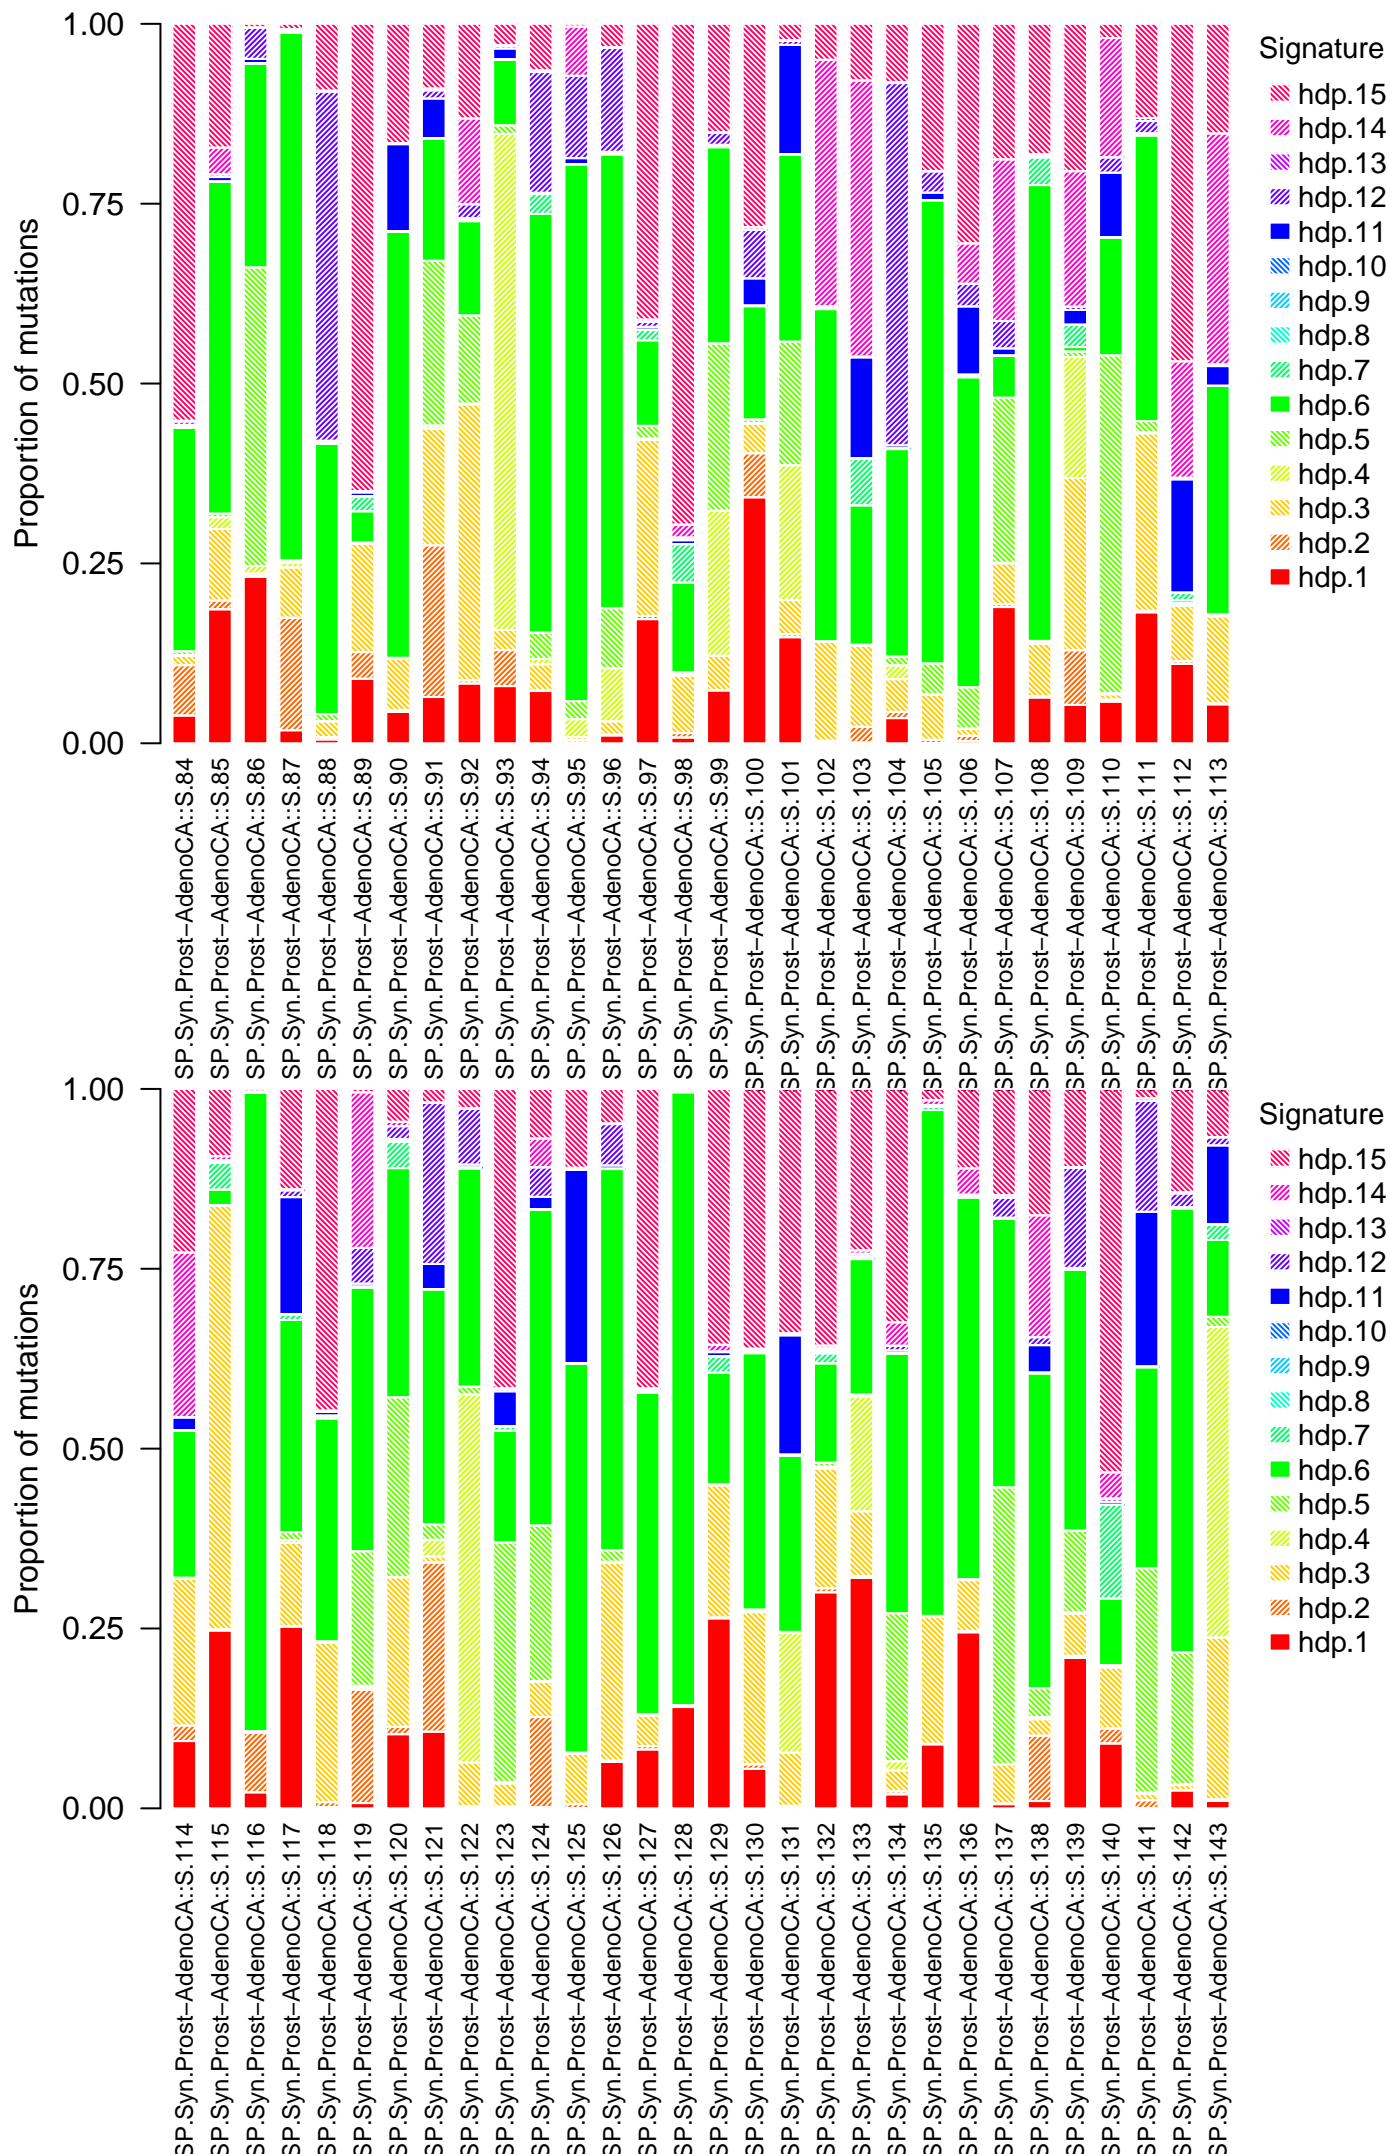 Signature
hdp.15
hdp.14
hdp.13
hdp.12
hdp.11
hdp.10
hdp.9
hdp.8
hdp.7
hdp.6
hdp.5
hdp.4
hdp.3
hdp.2
hdp.1
Proportion of mutations
1.00
0.75
0.50
0.25
0.00
SP.Syn.Prost−AdenoCA::S.84
SP.Syn.Prost−AdenoCA::S.85
SP.Syn.Prost−AdenoCA::S.86
SP.Syn.Prost−AdenoCA::S.87
SP.Syn.Prost−AdenoCA::S.88
SP.Syn.Prost−AdenoCA::S.89
SP.Syn.Prost−AdenoCA::S.90
SP.Syn.Prost−AdenoCA::S.91
SP.Syn.Prost−AdenoCA::S.92
SP.Syn.Prost−AdenoCA::S.93
SP.Syn.Prost−AdenoCA::S.94
SP.Syn.Prost−AdenoCA::S.95
SP.Syn.Prost−AdenoCA::S.96
SP.Syn.Prost−AdenoCA::S.97
SP.Syn.Prost−AdenoCA::S.98
SP.Syn.Prost−AdenoCA::S.99
SP.Syn.Prost−AdenoCA::S.100
SP.Syn.Prost−AdenoCA::S.101
SP.Syn.Prost−AdenoCA::S.102
SP.Syn.Prost−AdenoCA::S.103
SP.Syn.Prost−AdenoCA::S.104
SP.Syn.Prost−AdenoCA::S.105
SP.Syn.Prost−AdenoCA::S.106
SP.Syn.Prost−AdenoCA::S.107
SP.Syn.Prost−AdenoCA::S.108
SP.Syn.Prost−AdenoCA::S.109
SP.Syn.Prost−AdenoCA::S.110
SP.Syn.Prost−AdenoCA::S.111
SP.Syn.Prost−AdenoCA::S.112
SP.Syn.Prost−AdenoCA::S.113
Signature
hdp.15
hdp.14
hdp.13
hdp.12
hdp.11
hdp.10
hdp.9
hdp.8
hdp.7
hdp.6
hdp.5
hdp.4
hdp.3
hdp.2
hdp.1
Proportion of mutations
1.00
0.75
0.50
0.25
0.00
SP.Syn.Prost−AdenoCA::S.114
SP.Syn.Prost−AdenoCA::S.115
SP.Syn.Prost−AdenoCA::S.116
SP.Syn.Prost−AdenoCA::S.117
SP.Syn.Prost−AdenoCA::S.118
SP.Syn.Prost−AdenoCA::S.119
SP.Syn.Prost−AdenoCA::S.120
SP.Syn.Prost−AdenoCA::S.121
SP.Syn.Prost−AdenoCA::S.122
SP.Syn.Prost−AdenoCA::S.123
SP.Syn.Prost−AdenoCA::S.124
SP.Syn.Prost−AdenoCA::S.125
SP.Syn.Prost−AdenoCA::S.126
SP.Syn.Prost−AdenoCA::S.127
SP.Syn.Prost−AdenoCA::S.128
SP.Syn.Prost−AdenoCA::S.129
SP.Syn.Prost−AdenoCA::S.130
SP.Syn.Prost−AdenoCA::S.131
SP.Syn.Prost−AdenoCA::S.132
SP.Syn.Prost−AdenoCA::S.133
SP.Syn.Prost−AdenoCA::S.134
SP.Syn.Prost−AdenoCA::S.135
SP.Syn.Prost−AdenoCA::S.136
SP.Syn.Prost−AdenoCA::S.137
SP.Syn.Prost−AdenoCA::S.138
SP.Syn.Prost−AdenoCA::S.139
SP.Syn.Prost−AdenoCA::S.140
SP.Syn.Prost−AdenoCA::S.141
SP.Syn.Prost−AdenoCA::S.142
SP.Syn.Prost−AdenoCA::S.143